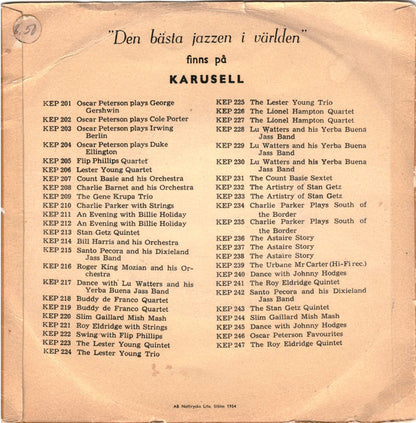 6.50
"Den bästa jazzen i världen"
finns på
KARUSELL
KEP 201 Oscar Peterson plays George
Gershwin
KEP 202 Oscar Peterson plays Cole Porter
KEP 203 Oscar Peterson plays Irwing
Berlin
KEP 204 Oscar Peterson plays Duke
Ellington
KEP 205 Flip Phillips Quartet
KEP 206 Lester Young Quartet
KEP 207 Count Basie and his Orchestra
KEP 208 Charlie Barnet and his Orchestra
KEP 209 The Gene Krupa Trio
KEP 210 Charlie Parker with Strings
KEP 211 An Evening with Billie Holiday
KEP 212 An Evening with Billie Holiday
KEP 213 Stan Getz Quintet
KEP 214 Bill Harris and his Orchestra
KEP 215 Santo Pecora and his Dixieland
Jazz Band
KEP 216 Roger King Mozian and his Or-
chestra
KEP 217 Dance with Lu Watters and his
Yerba Buena Jazz Band
KEP 218 Buddy de Franco Quartet
KEP 219 Buddy de Franco Quartet
KEP 220 Slim Gaillard Mish Mash
KEP 221 Roy Eldridge with Strings
KEP 222 Swing with Flip Phillips
KEP 223 The Lester Young Quintet
KEP 224 The Lester Young Trio
KEP 225 The Lester Young Trio
KEP 226 The Lionel Hampton Quartet
KEP 227 The Lionel Hampton Quartet
KEP 228 Lu Watters and his Yerba Buena
Jazz Band
KEP 229 Lu Watters and his Yerba Buena
Jazz Band
KEP 230 Lu Watters and his Yerba Buena
Jazz Band
KEP 231 The Count Basie Sextet
KEP 232 The Artistry of Stan Getz
KEP 233 The Artistry of Stan Getz
KEP 234 Charlie Parker Plays South of
the Border
KEP 235 Charlie Parker Plays South of
the Border
KEP 236 The Astaire Story
KEP 237 The Astaire Story
KEP 238 The Astaire Story
KEP 239 The Urbane Mr Carter (Hi-Fi rec.)
KEP 240 Dance with Johnny Hodges
KEP 241 The Roy Eldridge Quintet
KEP 242 Santo Pecora and his Dixieland
Jazz Band
KEP 243 The Stan Getz Quintet
KEP 244 Slim Gaillard Mish Mash
KEP 245 Dance with Johnny Hodges
KEP 246 Oscar Peterson Favourites
KEP 247 The Roy Eldridge Quintet
AB Nottrycks Lito, Sthlm 1954